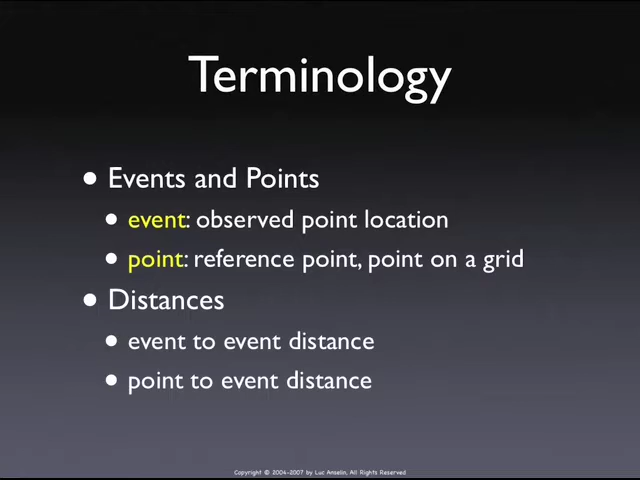 Terminology
• Events and Points
• event: observed point location
• point: reference point, point on a grid
• Distances
• event to event distance
• point to event distance
Copyright © 2004-2007 by Luc Anselin, All Rights Reserved